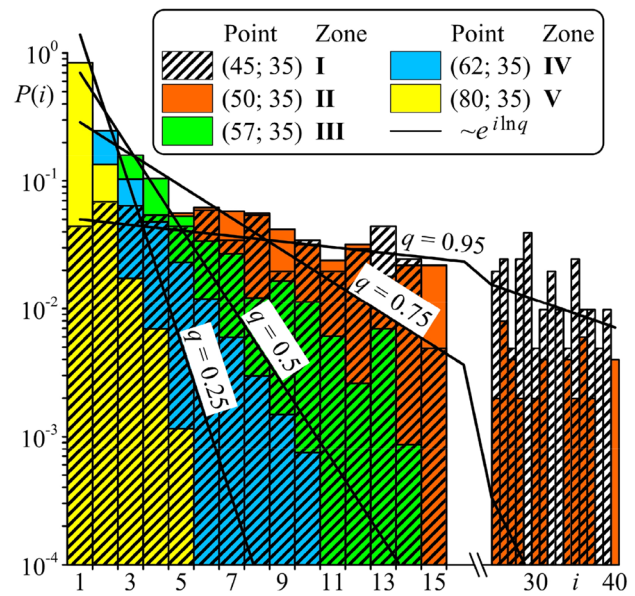 Point Zone Point Zone
(45; 35) I (62; 35) IV
(50; 35) II (80; 35) V
(57; 35) III ~e^{i ln q}
P(i)
10^0
10^-1
10^-2
10^-3
10^-4
q = 0.95
q = 0.75
q = 0.5
q = 0.25
1 3 5 7 9 11 13 15 30 i 40